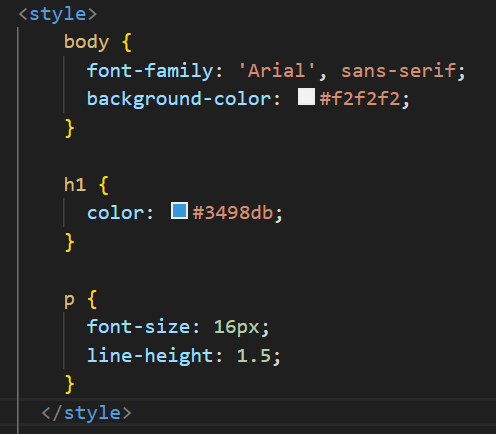 <style>
body {
font-family: 'Arial', sans-serif;
background-color: #f2f2f2;
}
h1 {
color: #3498db;
}
p {
font-size: 16px;
line-height: 1.5;
}
</style>